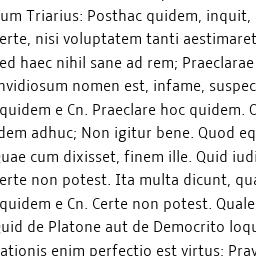 um Triarius: Posthac quidem, inquit,
erte, nisi voluptatem tanti aestimaret
ed haec nihil sane ad rem; Praeclarae
nvidiosum nomen est, infame, suspec
quidem e Cn. Praeclare hoc quidem.
dem adhuc; Non igitur bene. Quod eq
uae cum dixisset, finem ille. Quid iudi
erte non potest. Ita multa dicunt, qua
quidem e Cn. Certe non potest. Quale
uid de Platone aut de Democrito loqu
ationis enim perfectio est virtus; Prav